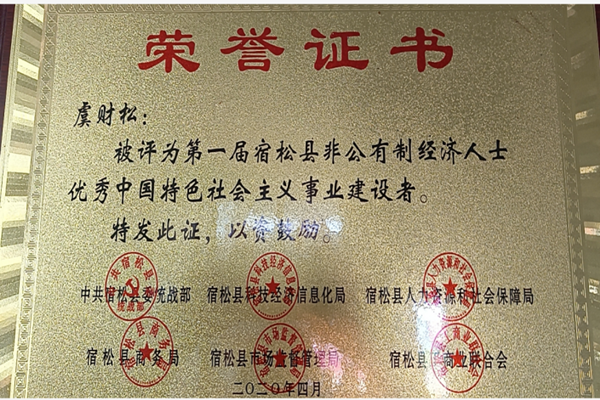 荣誉证书
虞财松：
被评为第一届宿松县非公有制经济人士
优秀中国特色社会主义事业建设者。
特发此证，以资鼓励。
中共宿松县委统战部 宿松县科技经济信息化局 宿松县人力资源和社会保障局
宿松县商务局 宿松县市场监督管理局 宿松县工商业联合会
二〇二〇年四月